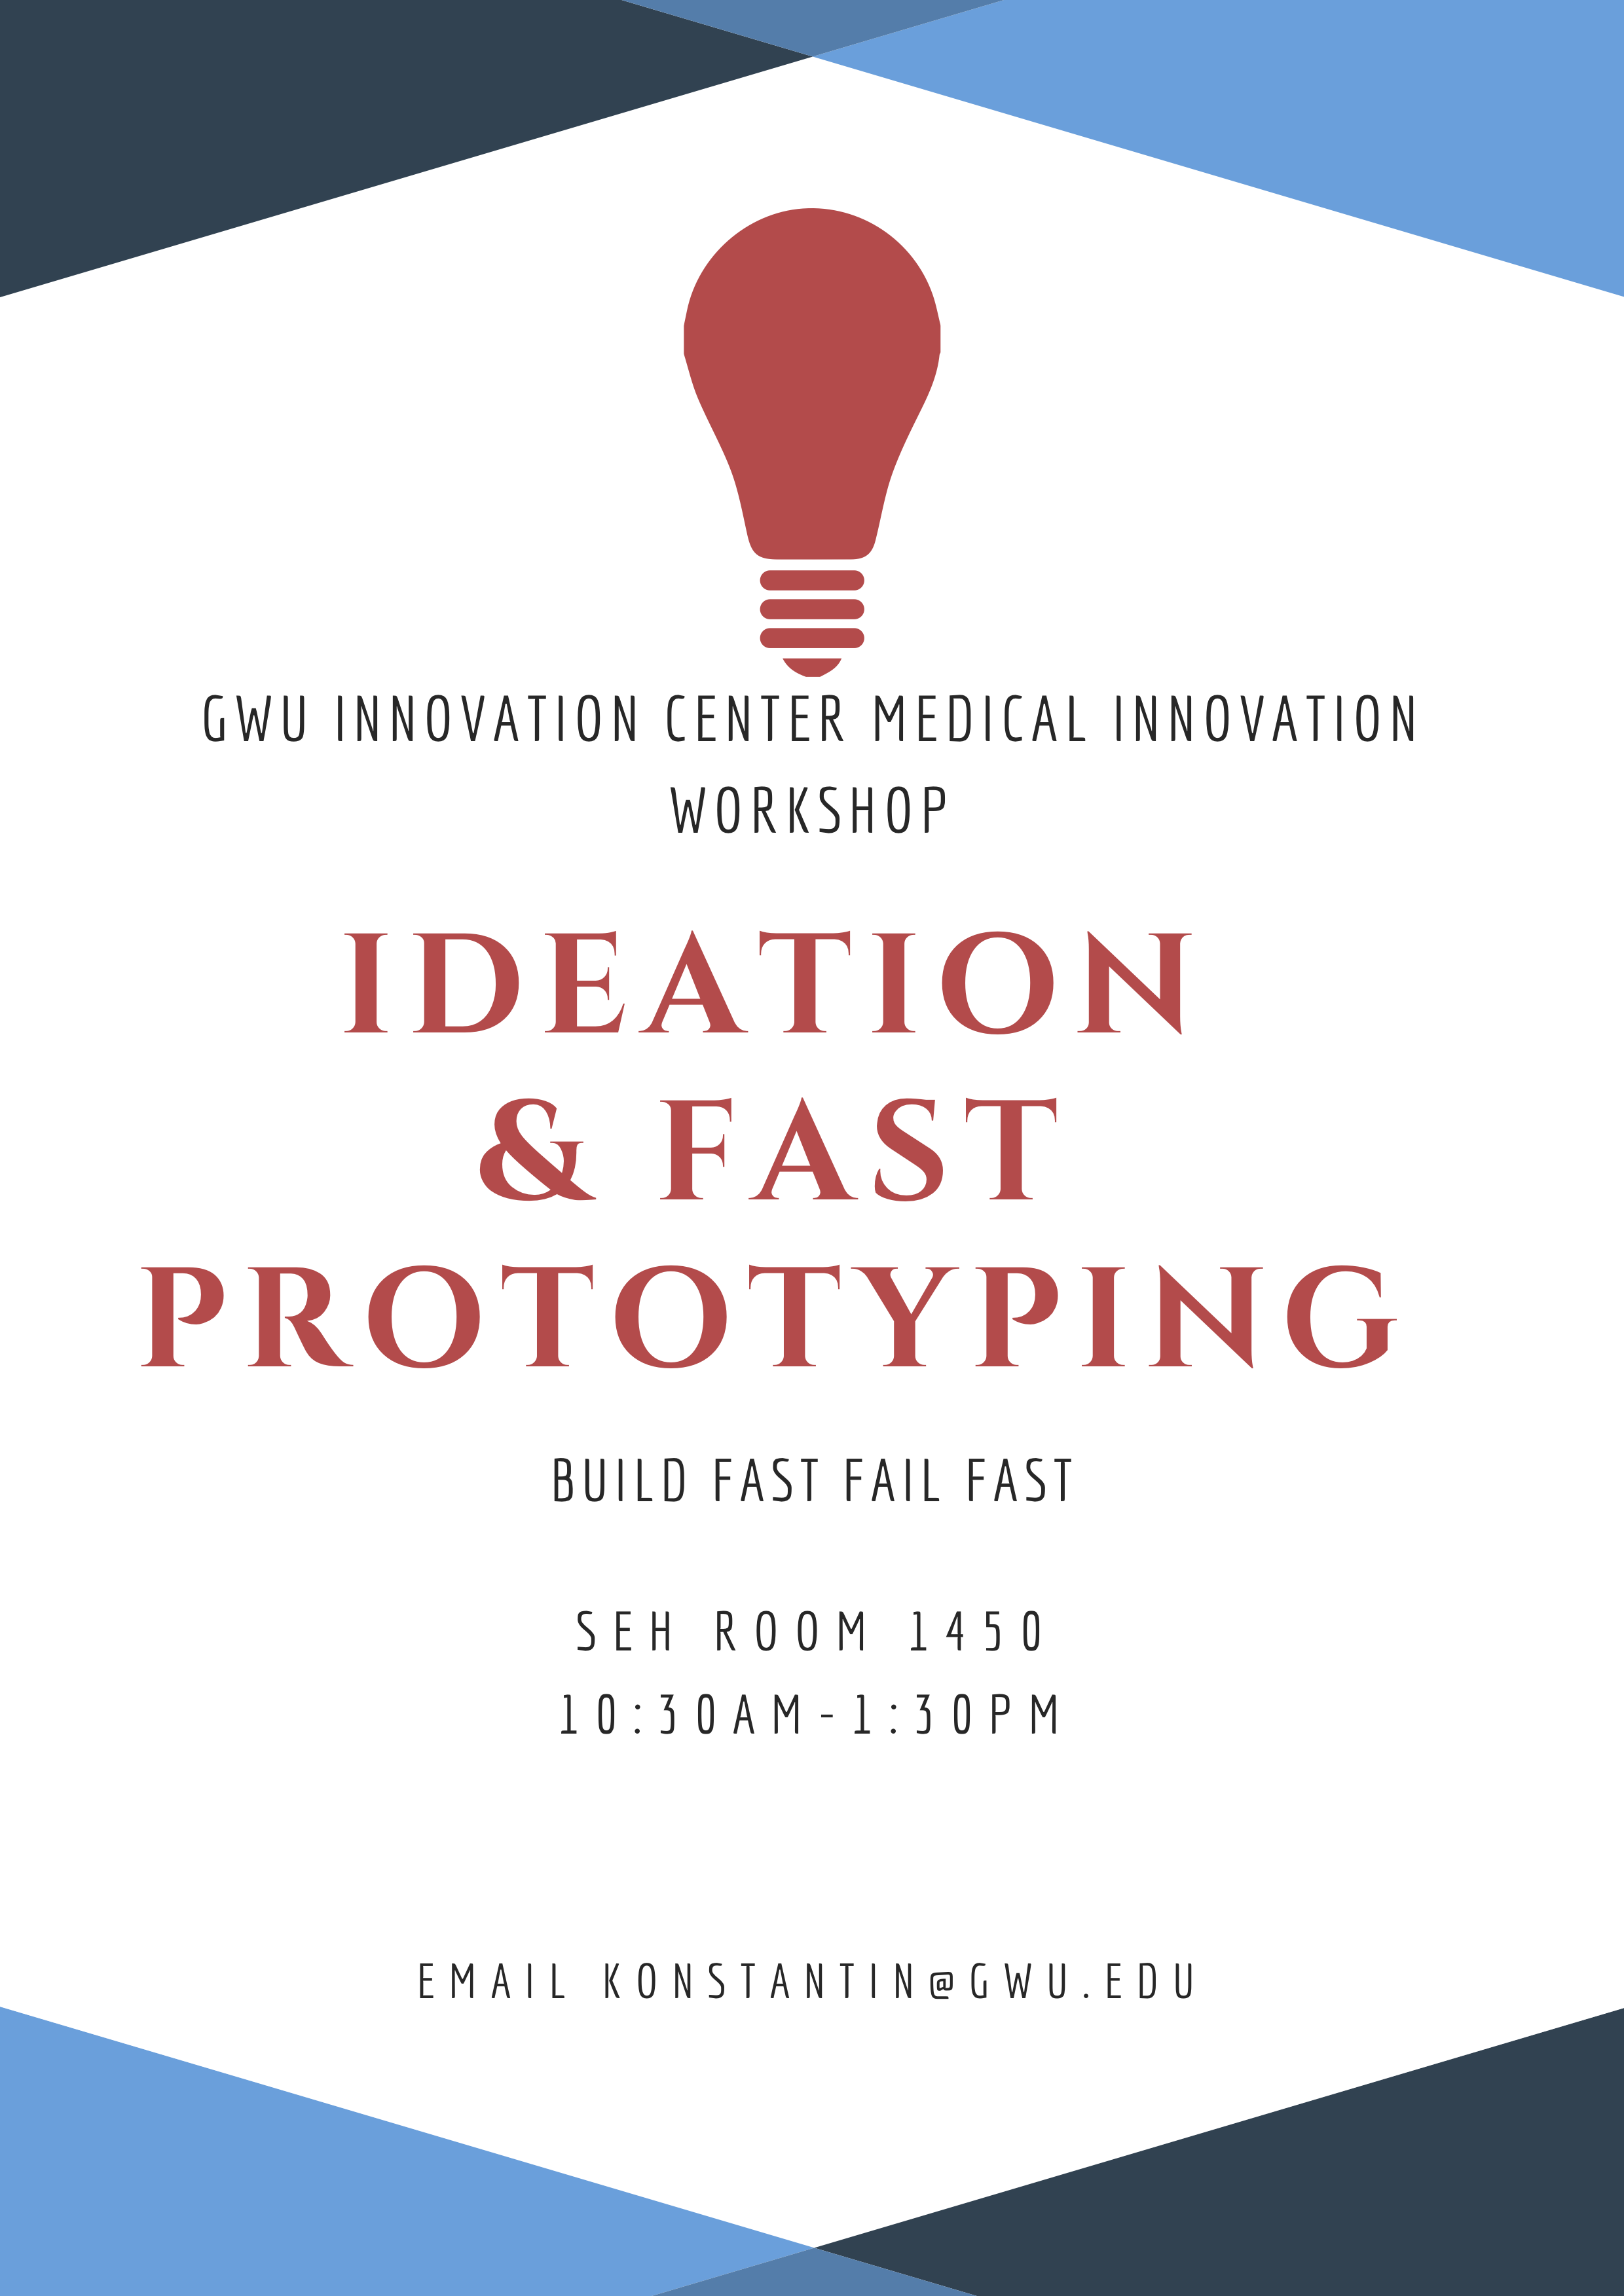 GWU INNOVATION CENTER MEDICAL INNOVATION
WORKSHOP
IDEATION
& FAST
PROTOTYPING
BUILD FAST FAIL FAST
SEH ROOM 1450
10:30AM-1:30PM
EMAIL KONSTANTIN@GWU.EDU